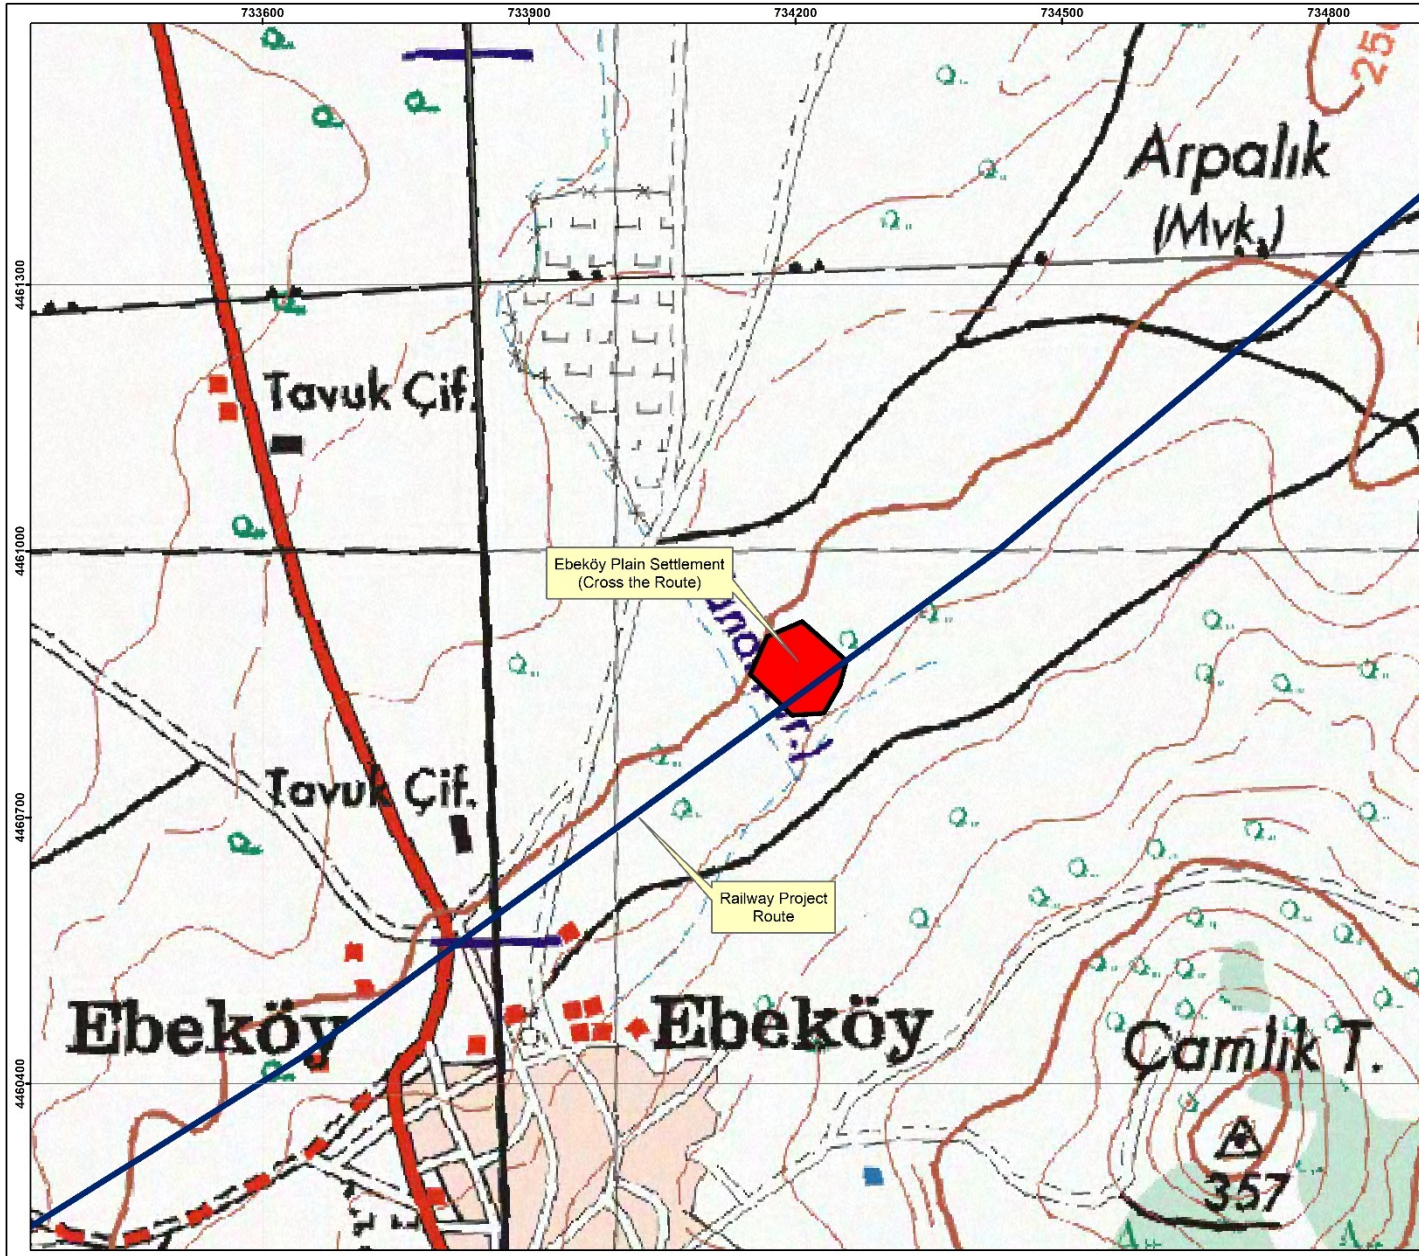 733600
733900
734200
734500
734800
250
Arpalık
(Mvk.)
4461300
Tavuk Çif.
4461000
Ebeköy Plain Settlement
(Cross the Route)
Tavuk Çif.
4460700
Railway Project
Route
Ebeköy
Ebeköy
Çamlık T.
4460400
357